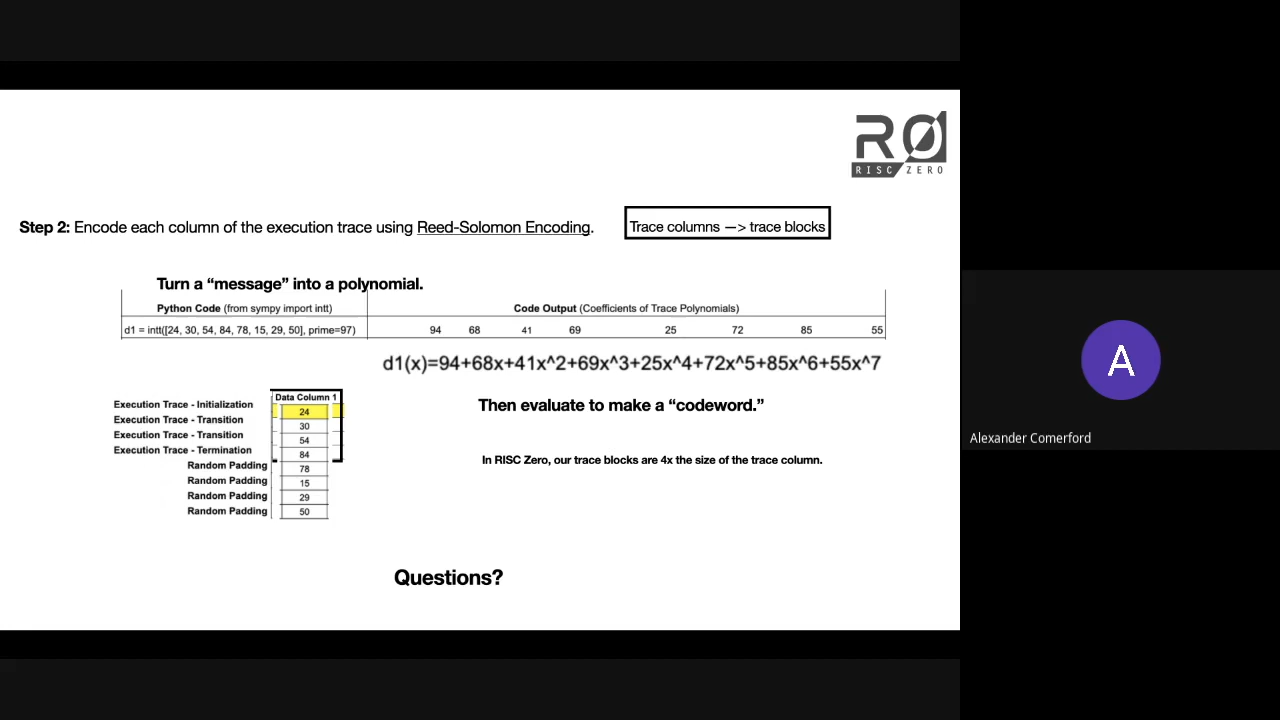 RØ
RISC ZERO
Step 2: Encode each column of the execution trace using Reed-Solomon Encoding.
Trace columns —> trace blocks
Turn a “message” into a polynomial.
Python Code (from sympy import intt) Code Output (Coefficients of Trace Polynomials)
d1 = intt([24, 30, 54, 84, 78, 15, 29, 50], prime=97) 94 68 41 69 25 72 85 55
d1(x)=94+68x+41x^2+69x^3+25x^4+72x^5+85x^6+55x^7
Data Column 1
Execution Trace - Initialization 24
Execution Trace - Transition 30
Execution Trace - Transition 54
Execution Trace - Termination 84
Random Padding 78
Random Padding 15
Random Padding 29
Random Padding 50
Then evaluate to make a “codeword.”
In RISC Zero, our trace blocks are 4x the size of the trace column.
Questions?
A
Alexander Comerford